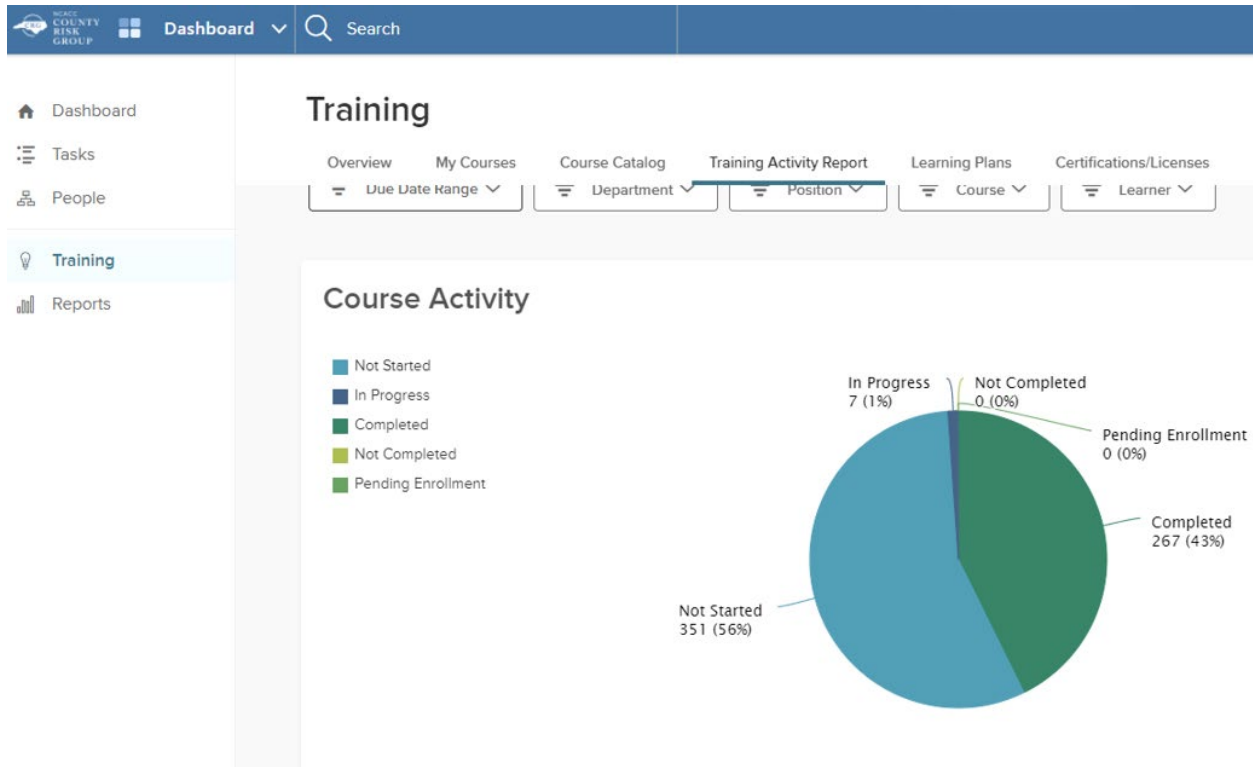 NCACC
COUNTY
RISK
GROUP
CRG
Dashboard
Search
Dashboard
Tasks
People
Training
Reports
Training
Overview My Courses Course Catalog Training Activity Report Learning Plans Certifications/Licenses
Due Date Range Department Position Course Learner
Course Activity
Not Started
In Progress
Completed
Not Completed
Pending Enrollment
In Progress
7 (1%)
Not Completed
0 (0%)
Pending Enrollment
0 (0%)
Completed
267 (43%)
Not Started
351 (56%)